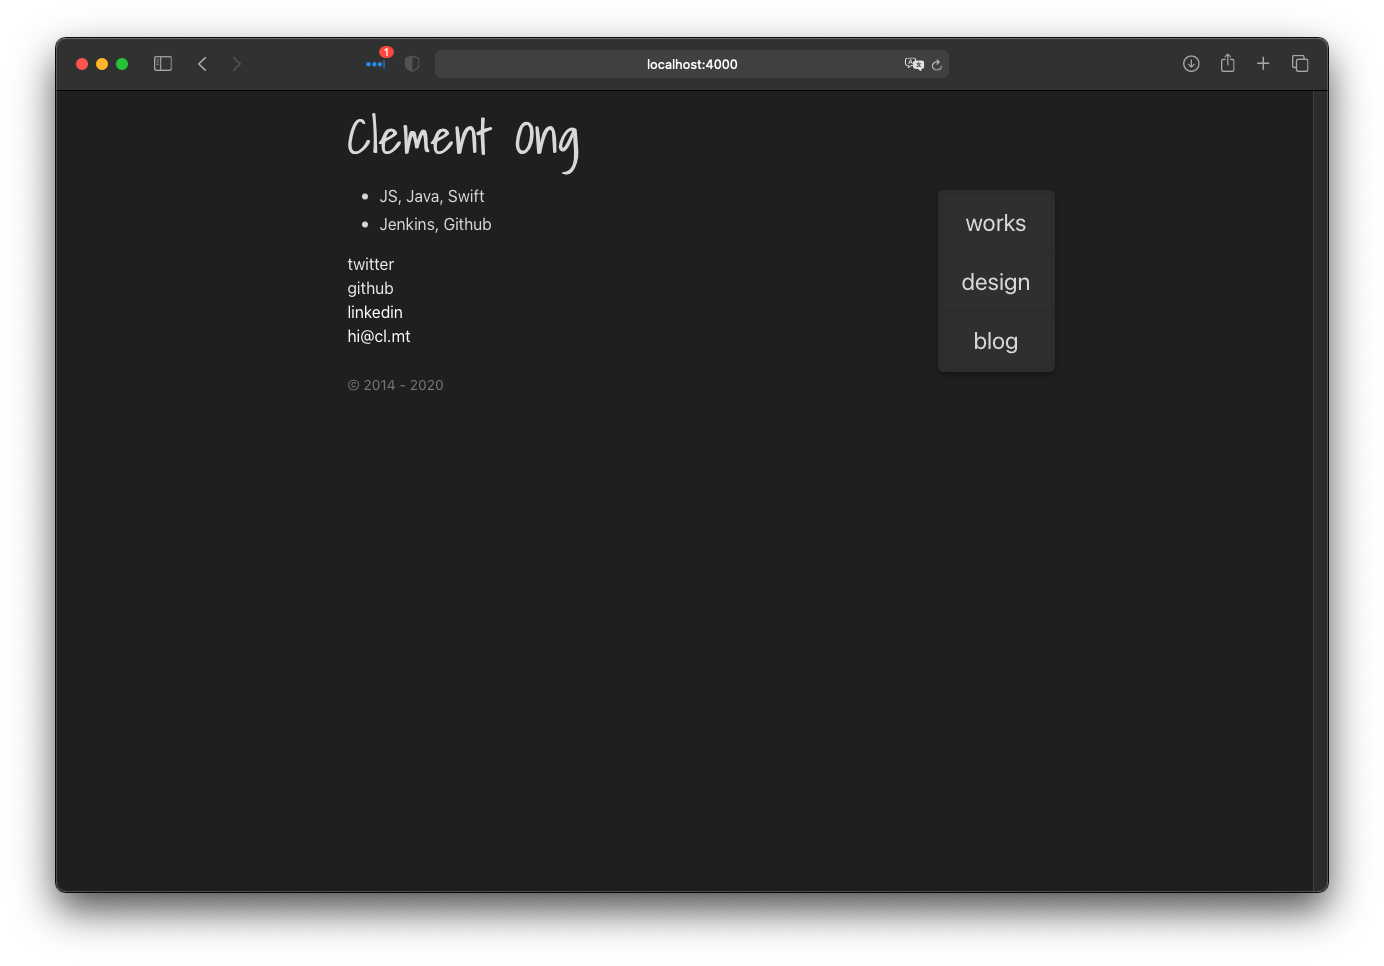 1
localhost:4000
Clement Ong
JS, Java, Swift
Jenkins, Github
twitter
github
linkedin
hi@cl.mt
© 2014 - 2020
works
design
blog